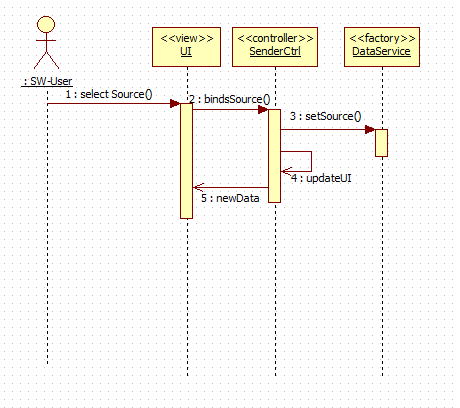 <<view>>
UI
<<controller>>
SenderCtrl
<<factory>>
DataService
: SW-User
1 : select Source()
2 : bindsSource()
3 : setSource()
4 : updateUI
5 : newData